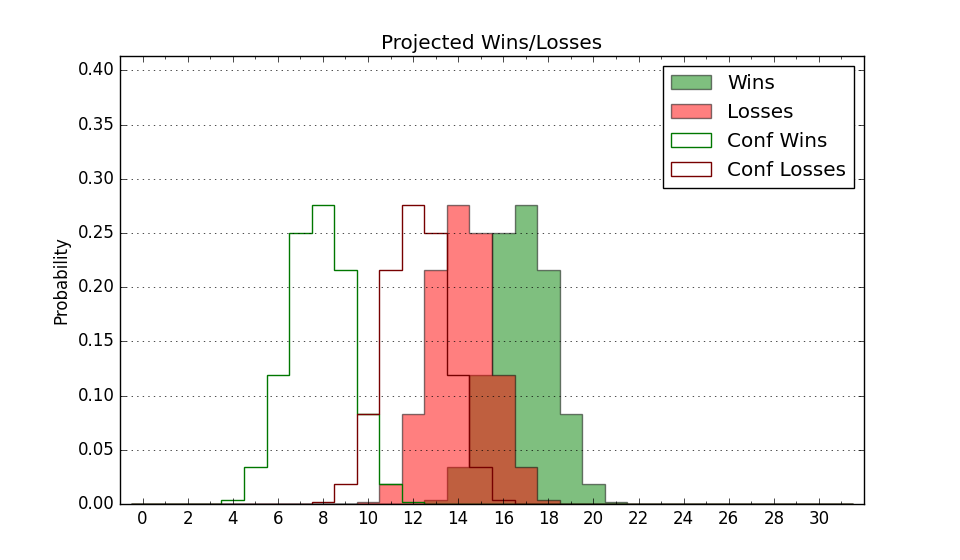 Projected Wins/Losses
0.40
0.35
0.30
0.25
0.20
0.15
0.10
0.05
0.00
Probability
Wins
Losses
Conf Wins
Conf Losses
0 2 4 6 8 10 12 14 16 18 20 22 24 26 28 30